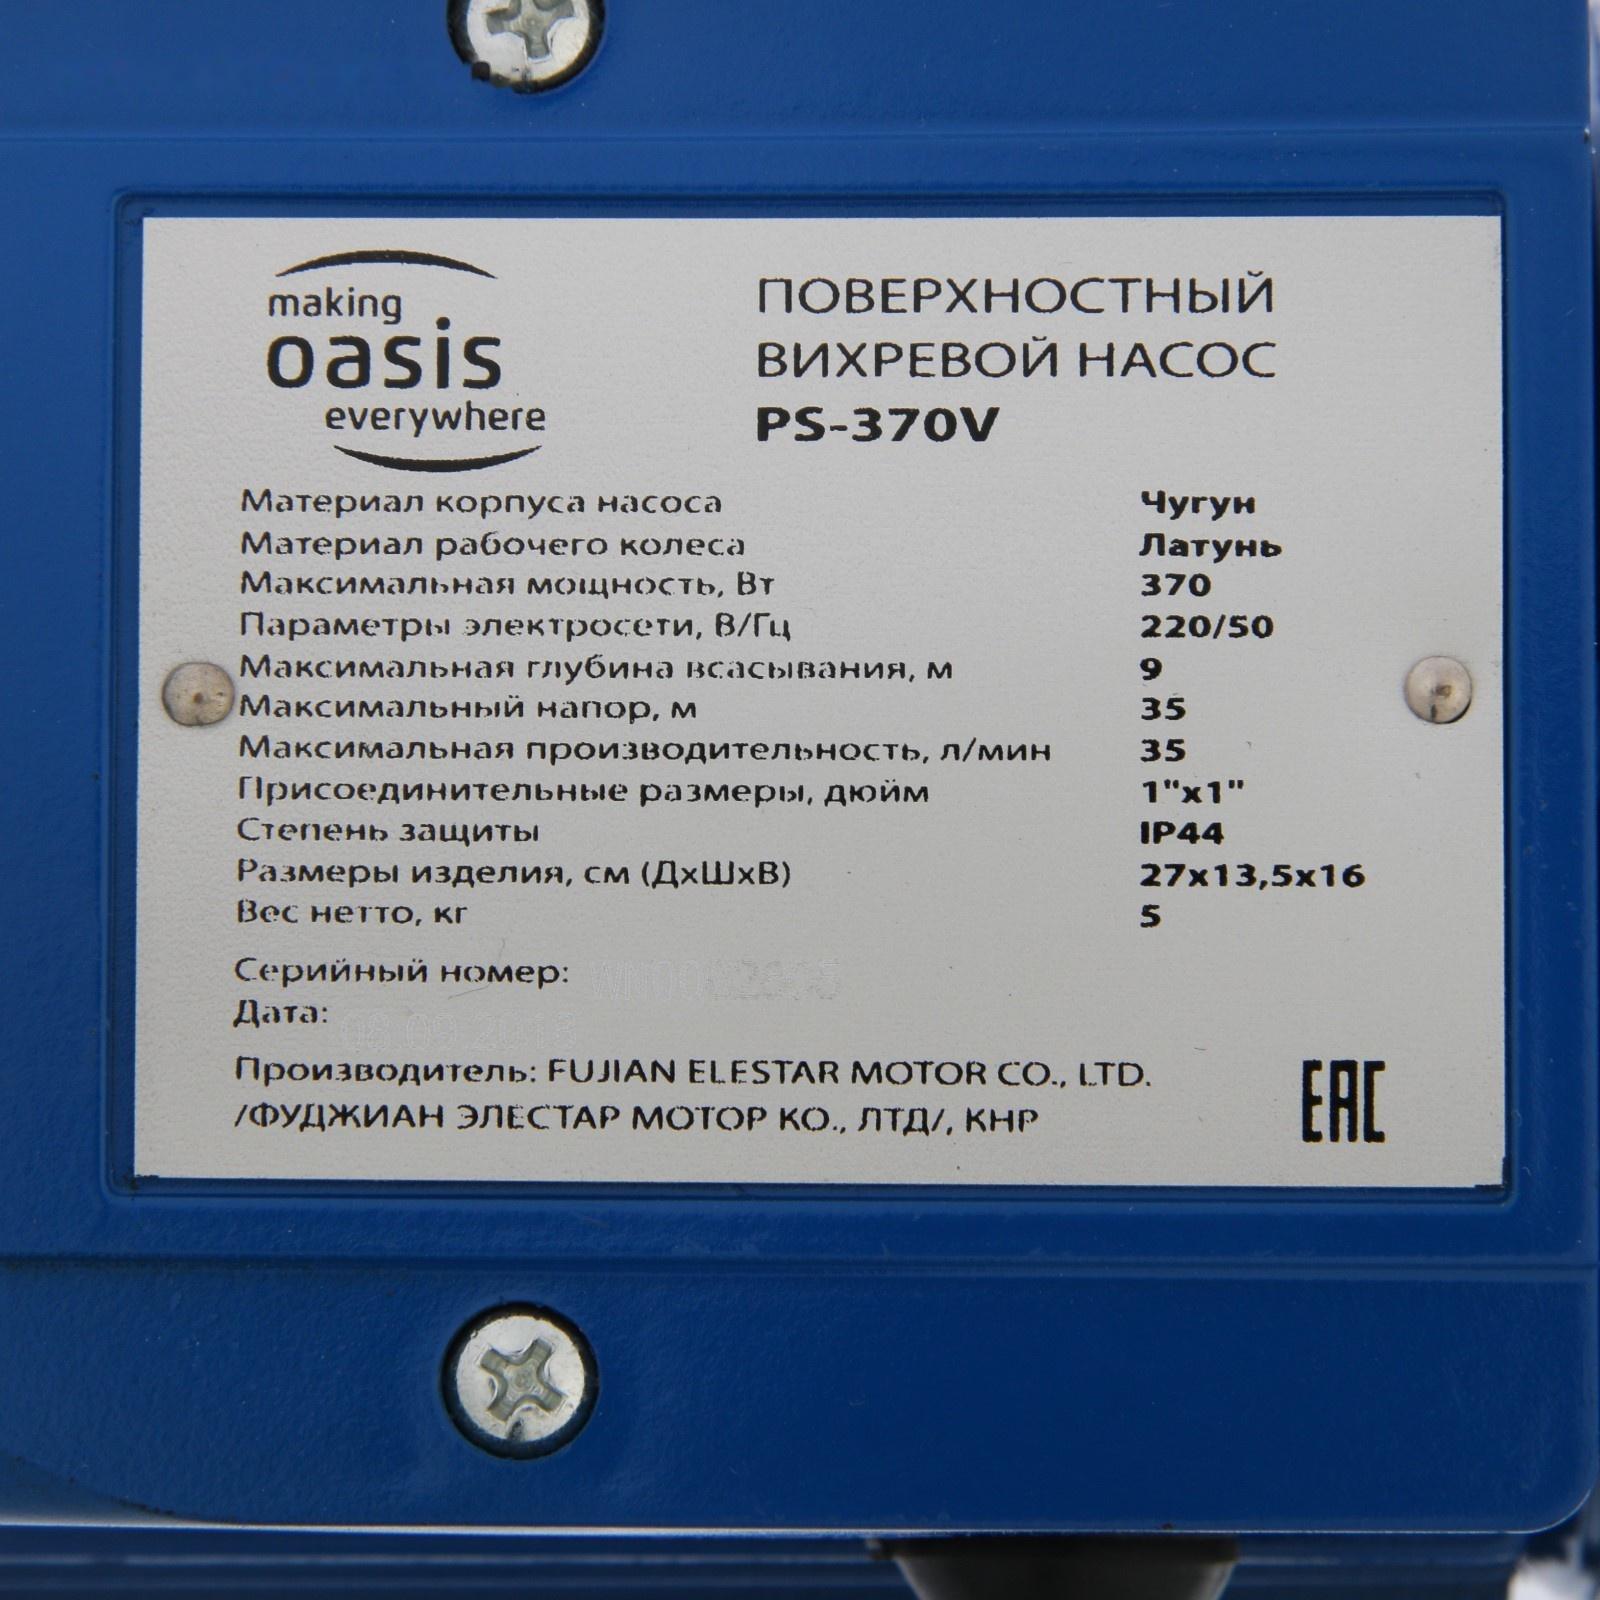 making
oasis
everywhere
ПОВЕРХНОСТНЫЙ
ВИХРЕВОЙ НАСОС
PS-370V
Материал корпуса насоса Чугун
Материал рабочего колеса Латунь
Максимальная мощность, Вт 370
Параметры электросети, В/Гц 220/50
Максимальная глубина всасывания, м 9
Максимальный напор, м 35
Максимальная производительность, л/мин 35
Присоединительные размеры, дюйм 1"x1"
Степень защиты IP44
Размеры изделия, см (ДхШхВ) 27x13,5x16
Вес нетто, кг 5
Серийный номер:
Дата:
Производитель: FUJIAN ELESTAR MOTOR CO., LTD.
/ФУДЖИАН ЭЛЕСТАР МОТОР КО., ЛТД/, КНР
EAC